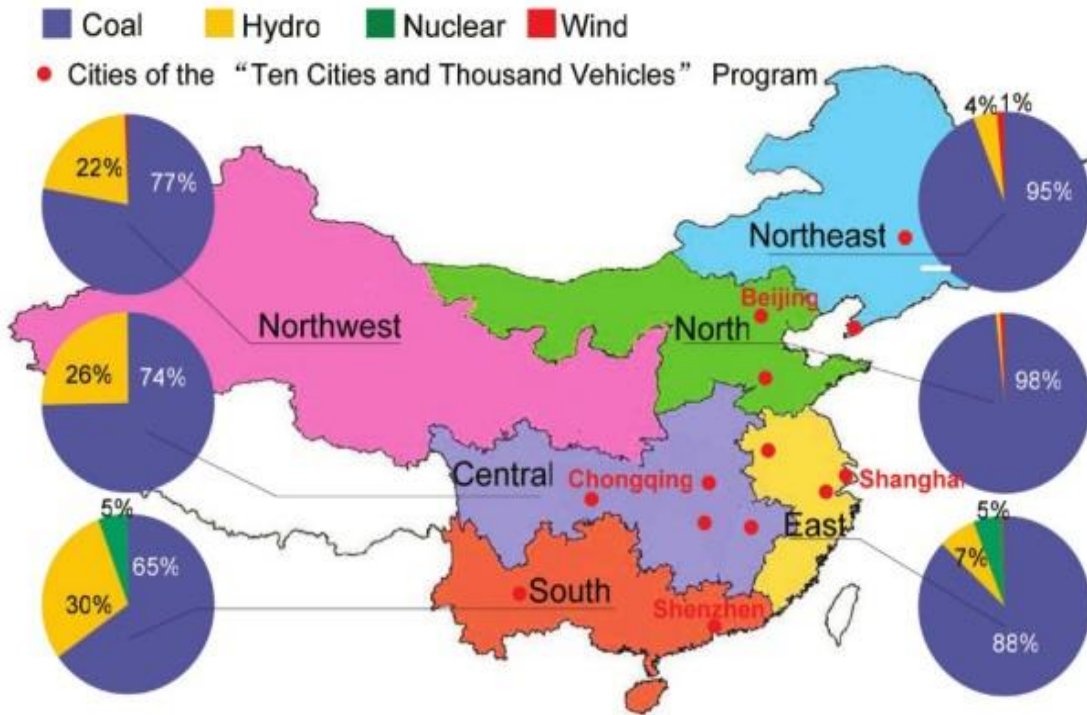 Coal Hydro Nuclear Wind
Cities of the “Ten Cities and Thousand Vehicles” Program
4% 1%
22% 77%
95%
Northeast
Beijing
Northwest
North
26% 74%
98%
Central
Chongqing
Shanghai
5%
East
5%
65%
7%
30%
South
Shenzhen
88%